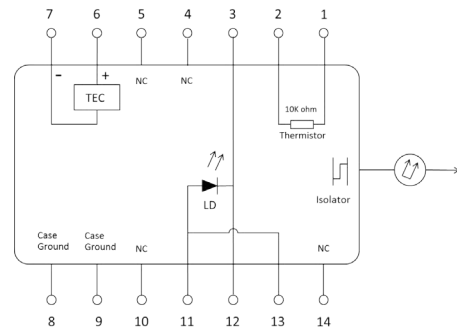 7 6 5 4 3 2 1
- +
NC NC
TEC
10K ohm
Thermistor
Isolator
LD
Case
Ground
Case
Ground
NC
NC
8 9 10 11 12 13 14